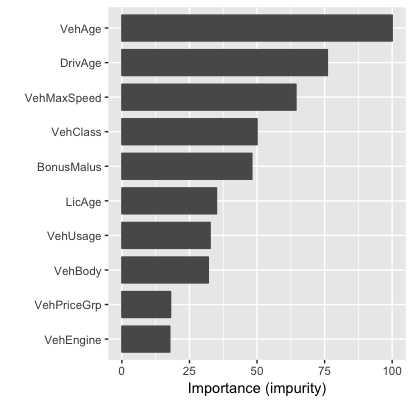 VehAge
DrivAge
VehMaxSpeed
VehClass
BonusMalus
LicAge
VehUsage
VehBody
VehPriceGrp
VehEngine
0 25 50 75 100
Importance (impurity)